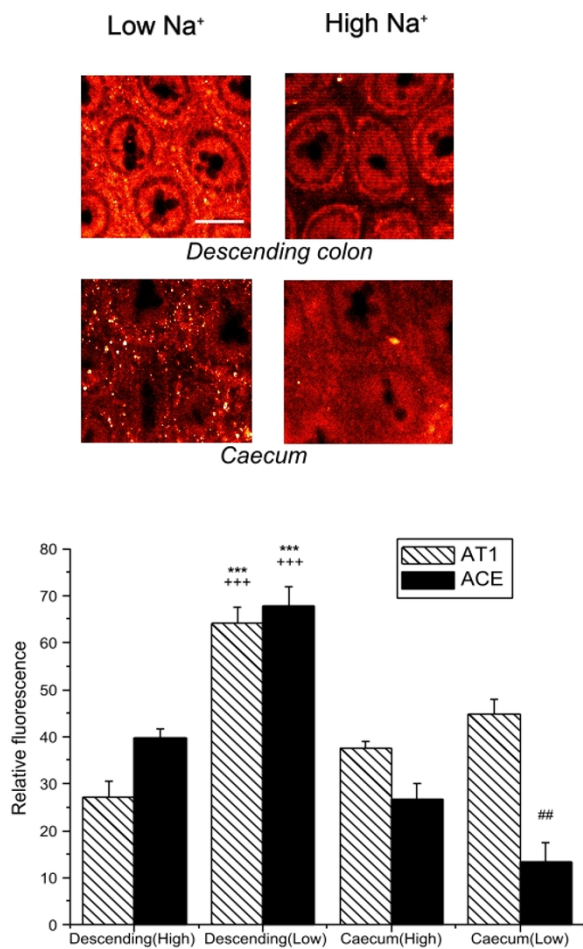 Low Na⁺ High Na⁺
Descending colon
Caecum
80
70
60
50
40
30
20
10
0
Relative fluorescence
AT1
ACE
***
+++
***
+++
##
Descending(High) Descending(Low) Caecum(High) Caecum(Low)